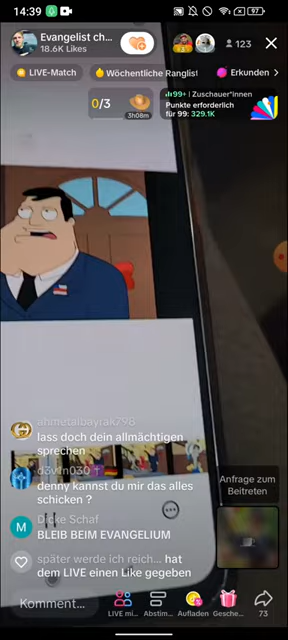 14:39
97
Evangelist ch...
18.6K Likes
123
LIVE-Match
Wöchentliche Ranglist
Erkunden >
0/3
3h08m
99+ | Zuschauer*innen
Punkte erforderlich
für 99: 329.1K
ahmetalbayrak798
lass doch dein allmächtigen
sprechen
d3v1n030
denny kannst du mir das alles
schicken ?
Anfrage zum
Beitreten
M
Dicke Schaf
BLEIB BEIM EVANGELIUM
später werde ich reich... hat
dem LIVE einen Like gegeben
Komment...
LIVE mi...
Abstim...
Aufladen
Gesche...
73